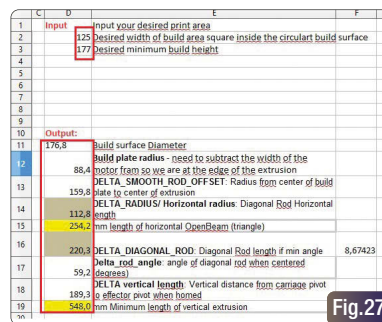 C D E F
1 Input Input your desired print area
2 125 Desired width of build area square inside the circulart build surface
3 177 Desired minimum build height
4
5
6
7
8
9
10 Output:
11 176,8 Build surface Diameter
Build plate radius - need to subtract the width of the
12 88,4 motor fram so we are at the edge of the extrusion
DELTA_SMOOTH_ROD_OFFSET: Radius from center of build
13 159,8 plate to center of extrusion
DELTA_RADIUS/ Horizontal radius: Diagonal Rod Horizontal
14 112,8 length
15 254,2 mm length of horizontal OpenBeam (triangle)
16 220,3 DELTA_DIAGONAL_ROD: Diagonal Rod length if min angle 8,67423
Delta_rod_angle: angle of diagonal rod when centered
17 59,2 (degrees)
DELTA vertical length: Vertical distance from carriage pivot
18 189,3 to effector pivot when homed
19 548,0 mm Minimum length of vertical extrusion
20
Fig.27